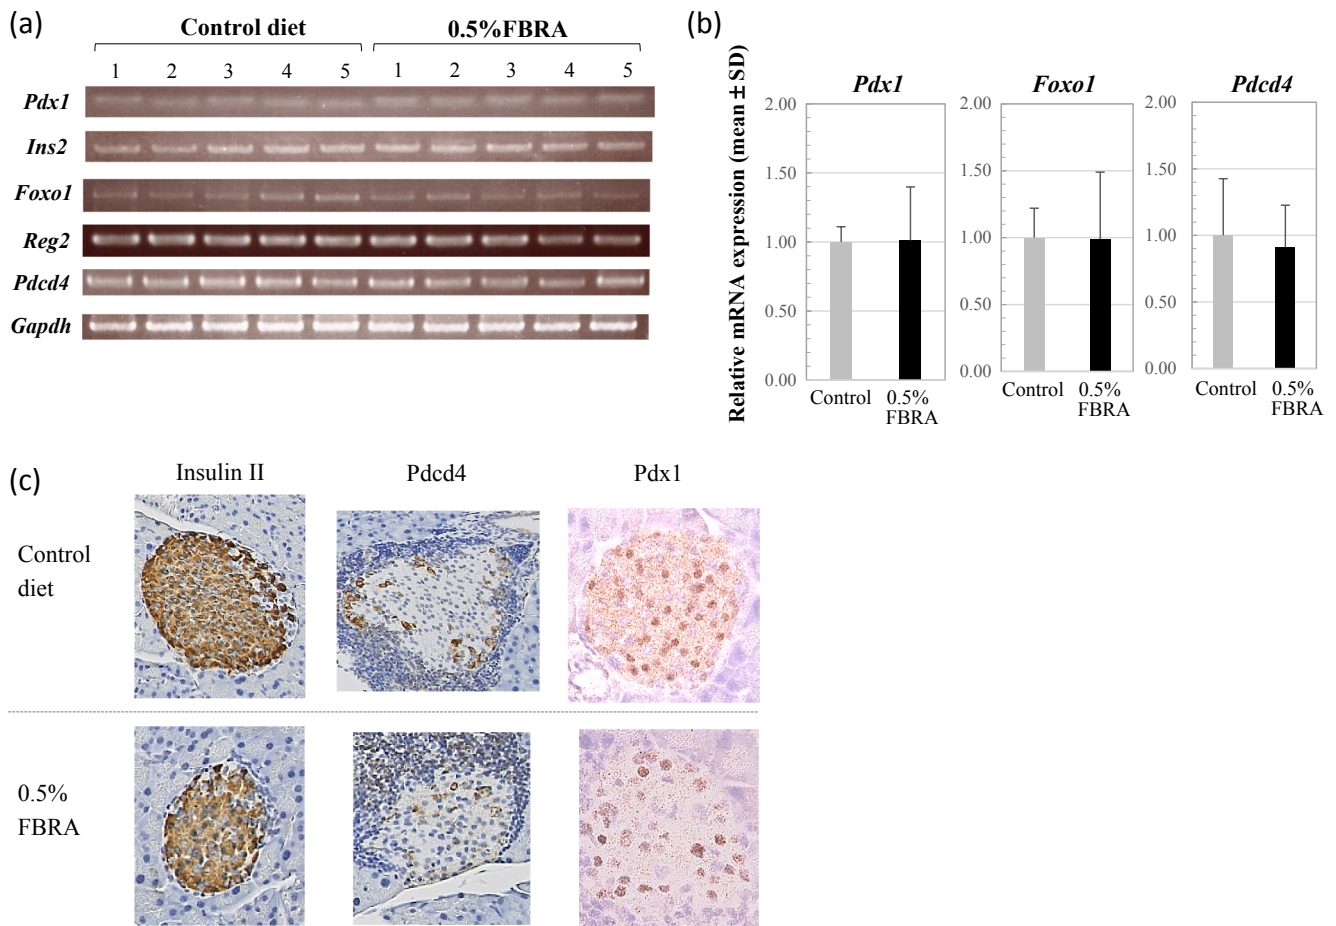 (a)
Control diet 0.5%FBRA
1 2 3 4 5 1 2 3 4 5
Pdx1
Ins2
Foxo1
Reg2
Pdcd4
Gapdh
(b)
Relative mRNA expression (mean ± SD)
Pdx1
2.00
1.50
1.00
0.50
0.00
Control 0.5%
FBRA
Foxo1
2.00
1.50
1.00
0.50
0.00
Control 0.5%
FBRA
Pdcd4
2.00
1.50
1.00
0.50
0.00
Control 0.5%
FBRA
(c)
Insulin II Pdcd4 Pdx1
Control
diet
0.5%
FBRA